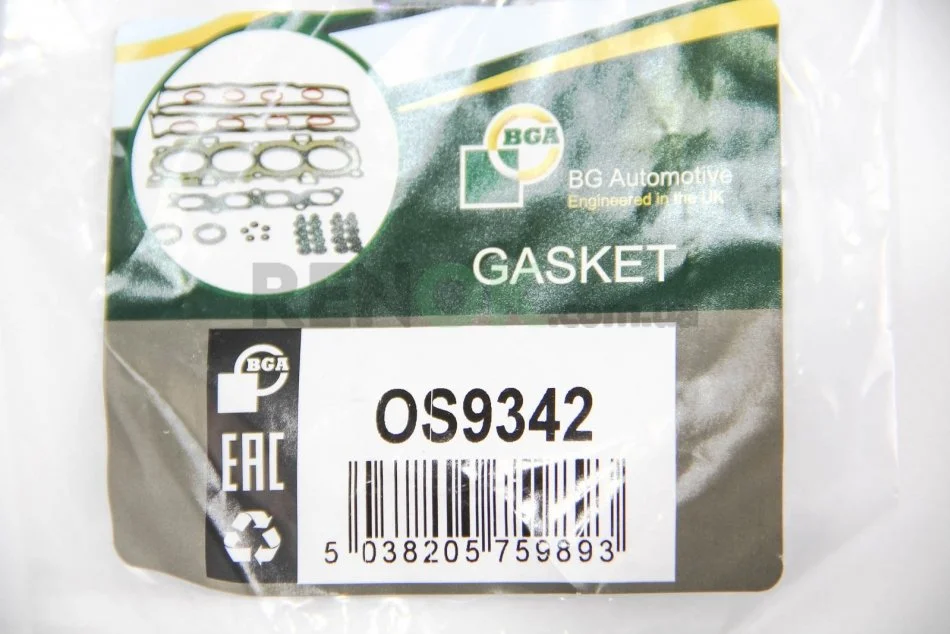 BGA
BG Automotive
Engineered in the UK
GASKET
BGA
OS9342
EAC
5 038205 759893